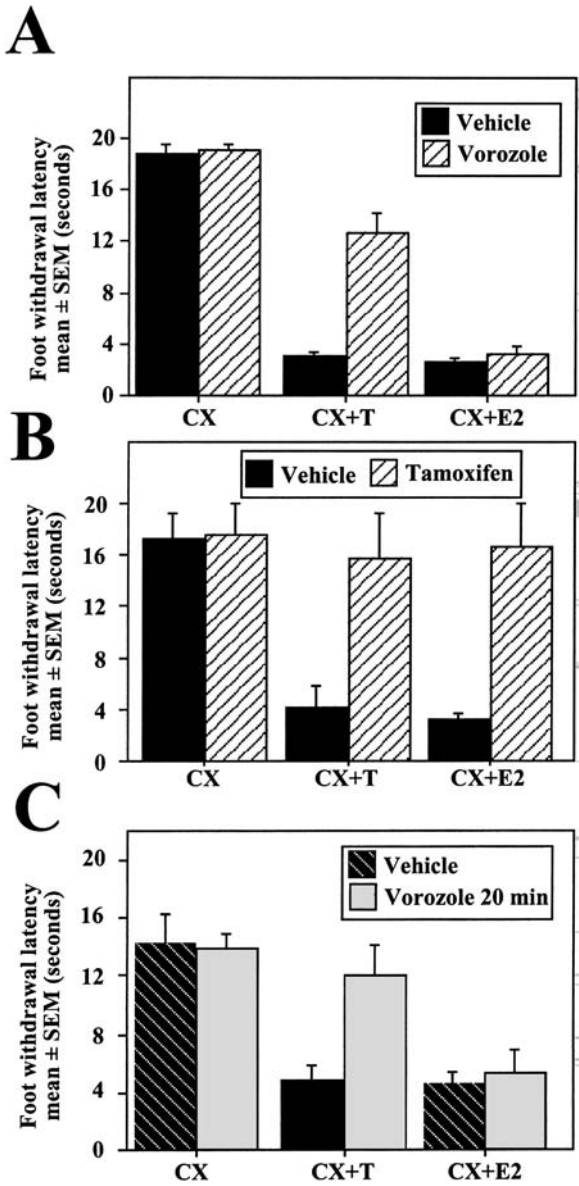 A
Foot withdrawal latency
mean ± SEM (seconds)
20
16
12
8
4
0
Vehicle
Vorozole
CX
CX+T
CX+E2
B
Foot withdrawal latency
mean ± SEM (seconds)
20
16
12
8
4
0
Vehicle
Tamoxifen
CX
CX+T
CX+E2
C
Foot withdrawal latency
mean ± SEM (seconds)
20
16
12
8
4
0
Vehicle
Vorozole 20 min
CX
CX+T
CX+E2